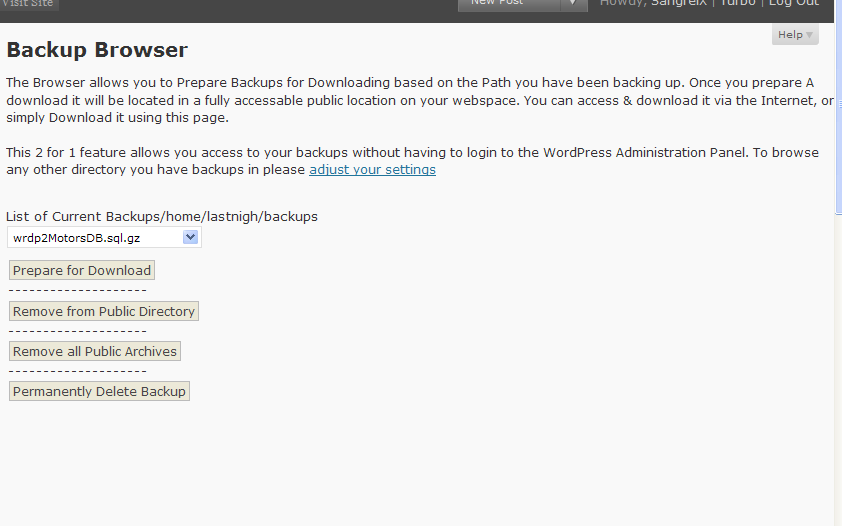 Visit Site
New Post
Howdy, SangreIX | Turbo | Log Out
Help
Backup Browser
The Browser allows you to Prepare Backups for Downloading based on the Path you have been backing up. Once you prepare A
download it will be located in a fully accessable public location on your webspace. You can access & download it via the Internet, or
simply Download it using this page.
This 2 for 1 feature allows you access to your backups without having to login to the WordPress Administration Panel. To browse
any other directory you have backups in please adjust your settings
List of Current Backups/home/lastnigh/backups
wrdp2MotorsDB.sql.gz
Prepare for Download
--------------------
Remove from Public Directory
--------------------
Remove all Public Archives
--------------------
Permanently Delete Backup